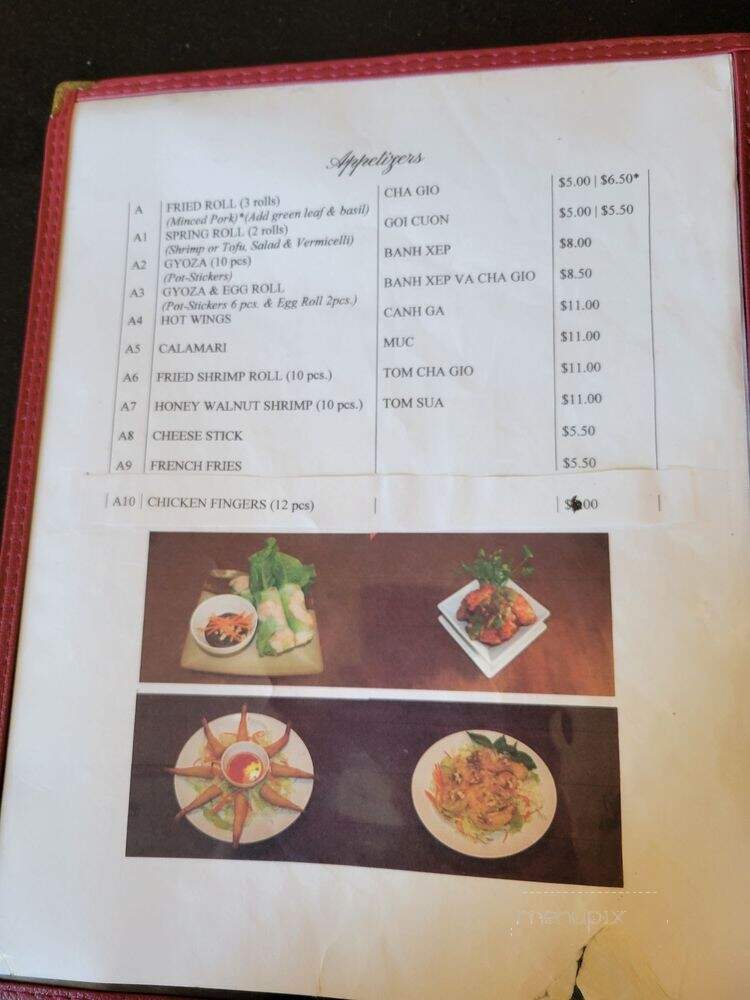 Appetizers
A FRIED ROLL (3 rolls) CHA GIO $5.00 | $6.50*
(Minced Pork)*(Add green leaf & basil)
A1 SPRING ROLL (2 rolls) GOI CUON $5.00 | $5.50
(Shrimp or Tofu, Salad & Vermicelli)
A2 GYOZA (10 pcs) BANH XEP $8.00
(Pot-Stickers)
A3 GYOZA & EGG ROLL BANH XEP VA CHA GIO $8.50
(Pot-Stickers 6 pcs. & Egg Roll 2pcs.)
A4 HOT WINGS CANH GA $11.00
A5 CALAMARI MUC $11.00
A6 FRIED SHRIMP ROLL (10 pcs.) TOM CHA GIO $11.00
A7 HONEY WALNUT SHRIMP (10 pcs.) TOM SUA $11.00
A8 CHEESE STICK $5.50
A9 FRENCH FRIES $5.50
A10 CHICKEN FINGERS (12 pcs)
menupix